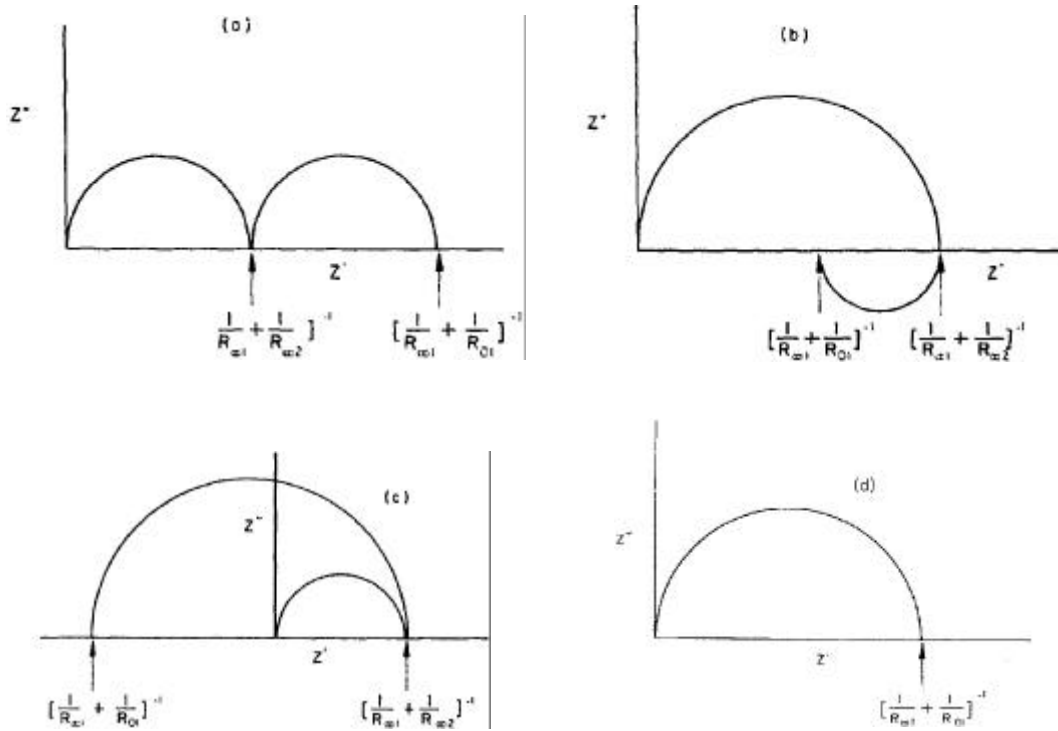 (a)
Z"
Z'
1/R∞1 + 1/R∞2 ]⁻¹
[ 1/R∞1 + 1/R01 ]⁻¹
(b)
Z"
Z'
[ 1/R∞1 + 1/R01 ]⁻¹
[ 1/R∞1 + 1/R∞2 ]⁻¹
(c)
Z"
Z'
[ 1/R∞1 + 1/R01 ]⁻¹
[ 1/R∞1 + 1/R∞2 ]⁻¹
(d)
Z"
Z'
[ 1/R∞1 + 1/R01 ]⁻¹